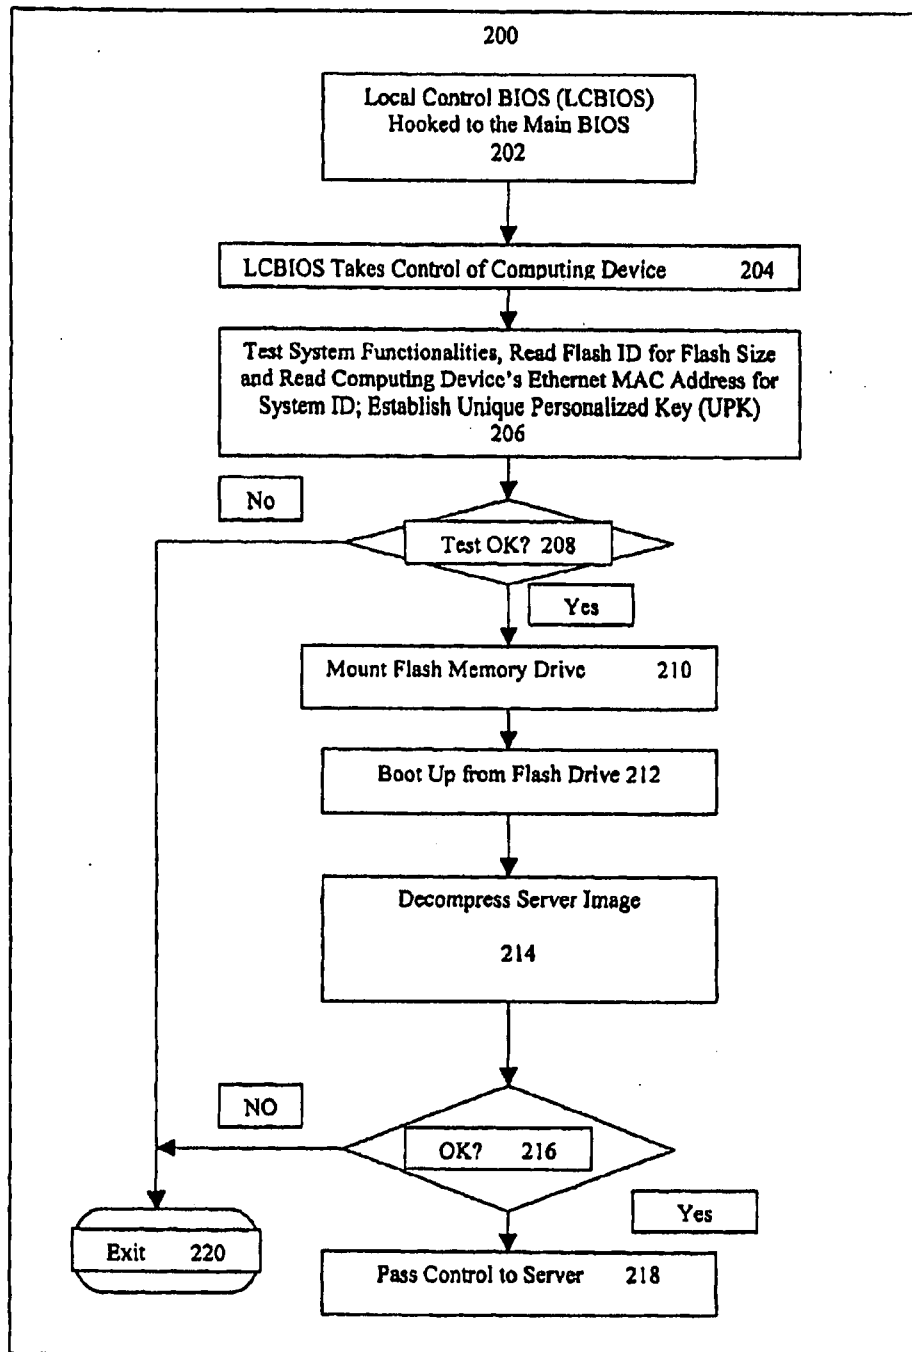 200
Local Control BIOS (LCBIOS)
Hooked to the Main BIOS
202
LCBIOS Takes Control of Computing Device 204
Test System Functionalities, Read Flash ID for Flash Size
and Read Computing Device's Ethernet MAC Address for
System ID; Establish Unique Personalized Key (UPK)
206
No
Test OK? 208
Yes
Mount Flash Memory Drive 210
Boot Up from Flash Drive 212
Decompress Server Image
214
NO
OK? 216
Yes
Exit 220
Pass Control to Server 218